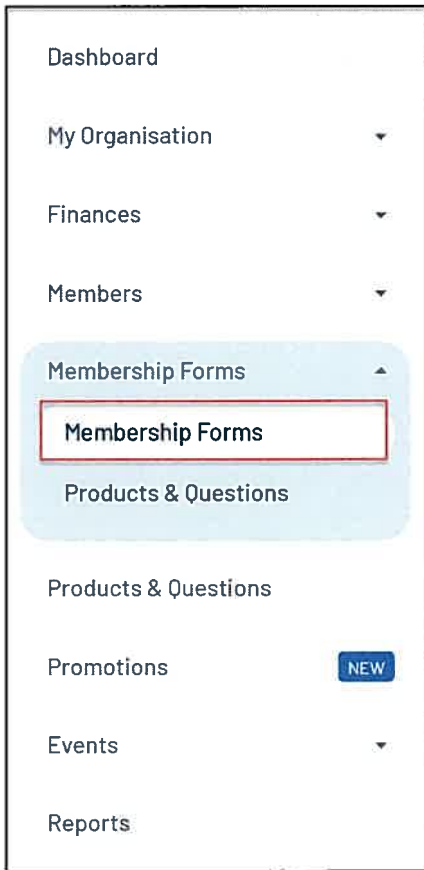 Dashboard
My Organisation
Finances
Members
Membership Forms
Membership Forms
Products & Questions
Products & Questions
Promotions NEW
Events
Reports